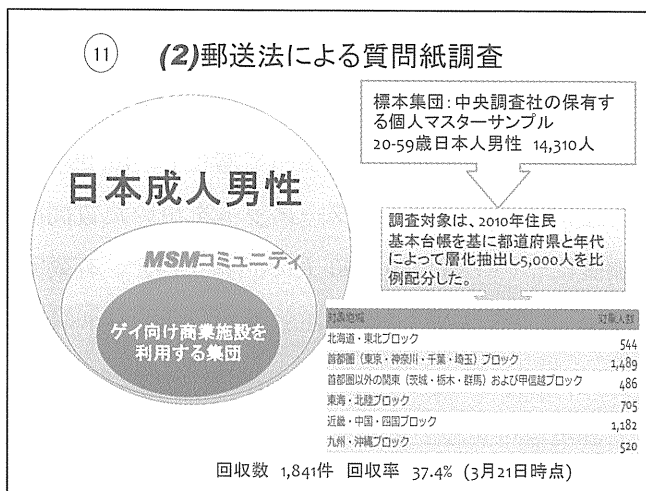 11
(2)郵送法による質問紙調査
日本成人男性
MSMコミュニティ
ゲイ向け商業施設を
利用する集団
標本集団:中央調査社の保有す
る個人マスターサンプル
20-59歳日本人男性 14,310人
調査対象は、2010年住民
基本台帳を基に都道府県と年代
によって層化抽出し5,000人を比
例配分した。
対象地域 対象人数
北海道・東北ブロック 544
首都圏(東京・神奈川・千葉・埼玉)ブロック 1,489
首都圏以外の関東(茨城・栃木・群馬)および甲信越ブロック 486
東海・北陸ブロック 705
近畿・中国・四国ブロック 1,182
九州・沖縄ブロック 520
回収数 1,841件 回収率 37.4% (3月21日時点)